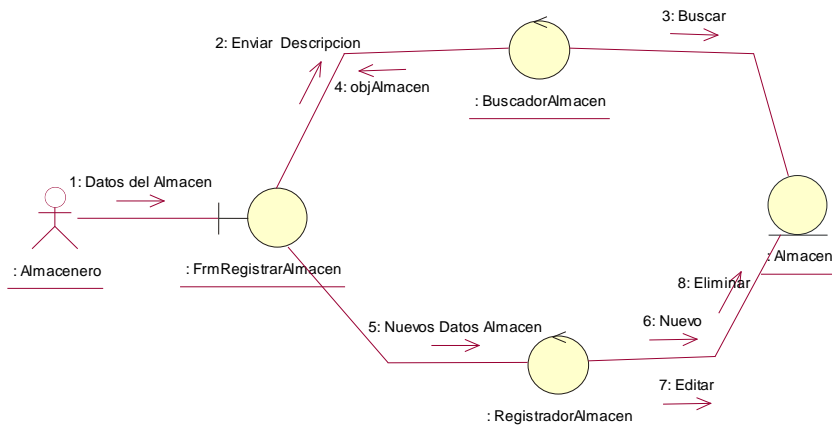 3: Buscar
2: Enviar Descripcion
4: objAlmacen
: BuscadorAlmacen
1: Datos del Almacen
: Almacenero
: FrmRegistrarAlmacen
: Almacen
8: Eliminar
5: Nuevos Datos Almacen
6: Nuevo
7: Editar
: RegistradorAlmacen